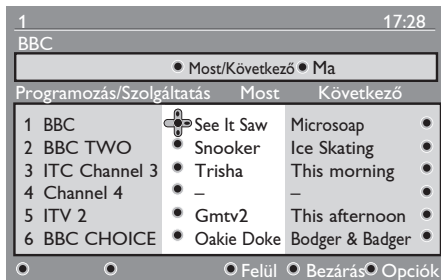 1 17:28
BBC
Most/Következő Ma
Programozás/Szolgáltatás Most Következő
1 BBC See It Saw Microsoap
2 BBC TWO Snooker Ice Skating
3 ITC Channel 3 Trisha This morning
4 Channel 4 – –
5 ITV 2 Gmtv2 This afternoon
6 BBC CHOICE Oakie Doke Bodger & Badger
Felül Bezárás Opciók